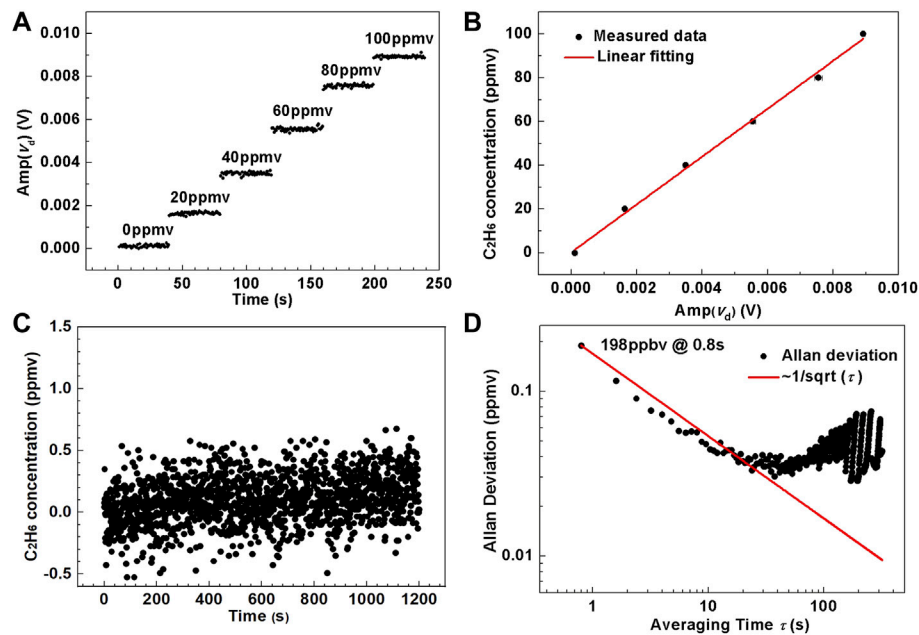 A
0.010
0.008
0.006
0.004
0.002
0.000
Amp(νd) (V)
100ppmv
80ppmv
60ppmv
40ppmv
20ppmv
0ppmv
0 50 100 150 200 250
Time (s)
B
100
80
60
40
20
0
C2H6 concentration (ppmv)
Measured data
Linear fitting
0.000 0.002 0.004 0.006 0.008 0.010
Amp(νd) (V)
C
1.5
1.0
0.5
0.0
-0.5
C2H6 concentration (ppmv)
0 200 400 600 800 1000 1200
Time (s)
D
0.1
0.01
Allan Deviation (ppmv)
198ppbv @ 0.8s
Allan deviation
~1/sqrt (τ)
1 10 100
Averaging Time τ (s)